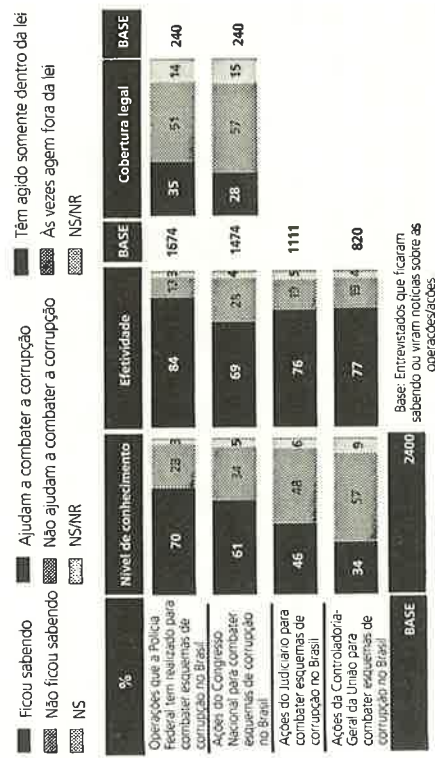 Ficou sabendo
Não ficou sabendo
NS
Ajudam a combater a corrupção
Não ajudam a combater a corrupção
NS/NR
Têm agido somente dentro da lei
Às vezes agem fora da lei
NS/NR
% Nível de conhecimento Efetividade BASE Cobertura legal BASE
Operações que a Polícia
Federal tem realizado para
combater esquemas de
corrupção no Brasil
70 28 3 84 13 3 1674 35 51 14 240
Ações do Congresso
Nacional para combater
esquemas de corrupção
no Brasil
61 34 5 69 28 4 1474 28 57 15 240
Ações do Judiciário para
combater esquemas de
corrupção no Brasil
46 48 6 76 19 5 1111
Ações da Controladoria-
Geral da União para
combater esquemas de
corrupção no Brasil
34 57 9 77 19 4 820
BASE 2400
Base: Entrevistados que ficaram
sabendo ou viram notícias sobre as
operações/ações